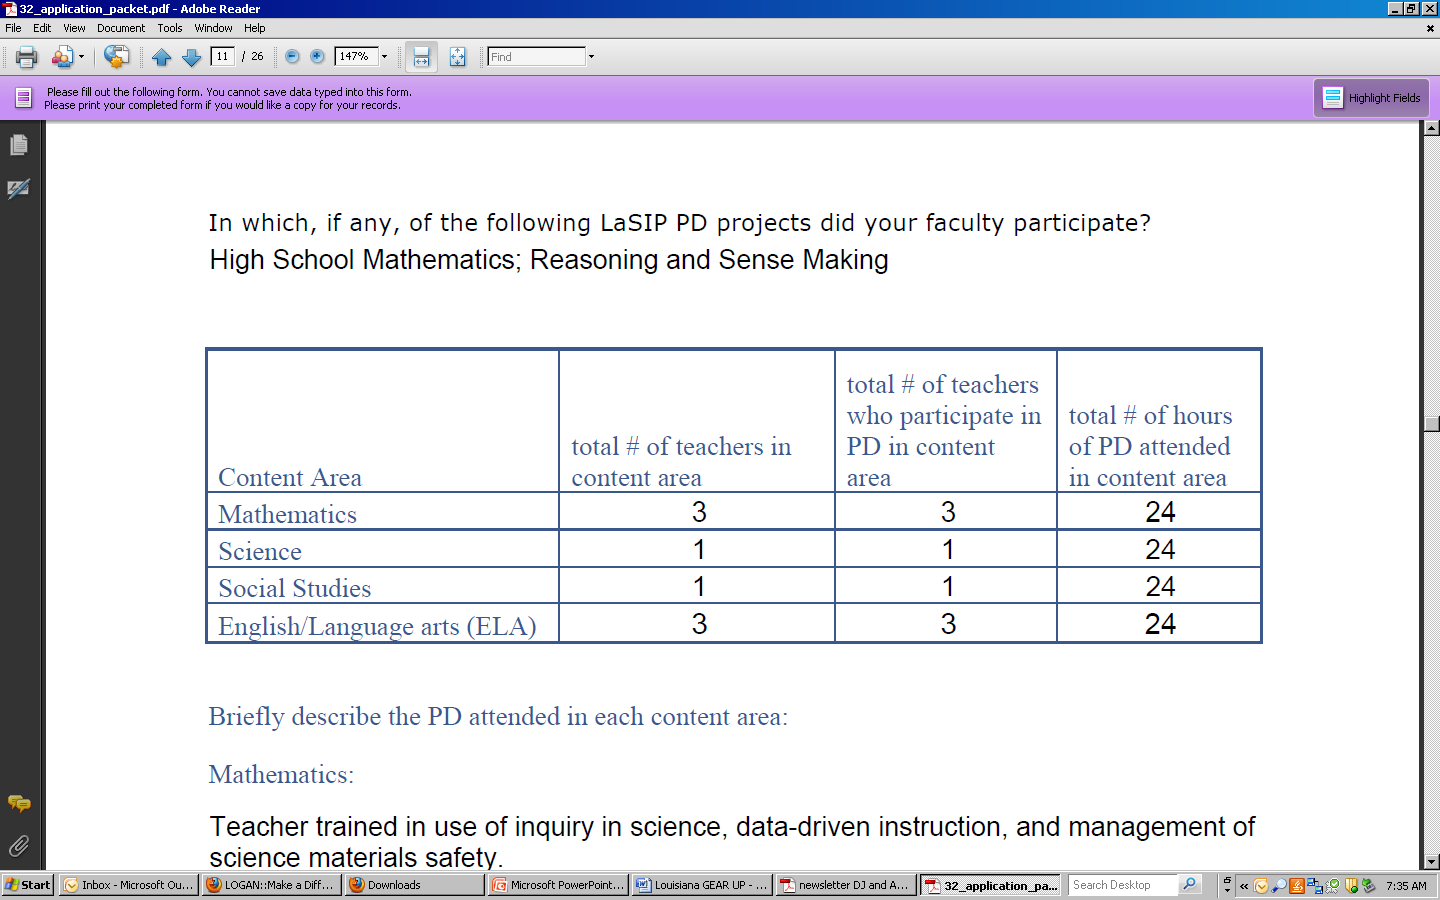 32_application_packet.pdf - Adobe Reader
File Edit View Document Tools Window Help
11 / 26 147% Find
Please fill out the following form. You cannot save data typed into this form.
Please print your completed form if you would like a copy for your records.
Highlight Fields
In which, if any, of the following LaSIP PD projects did your faculty participate?
High School Mathematics; Reasoning and Sense Making
Content Area
total # of teachers in
content area
total # of teachers
who participate in
PD in content
area
total # of hours
of PD attended
in content area
Mathematics 3 3 24
Science 1 1 24
Social Studies 1 1 24
English/Language arts (ELA) 3 3 24
Briefly describe the PD attended in each content area:
Mathematics:
Teacher trained in use of inquiry in science, data-driven instruction, and management of
science materials safety.
Start Inbox - Microsoft Ou... LOGAN::Make a Diff... Downloads Microsoft PowerPoint... Louisiana GEAR UP - ... newsletter DJ and A... 32_application_pa... Search Desktop « 7:35 AM